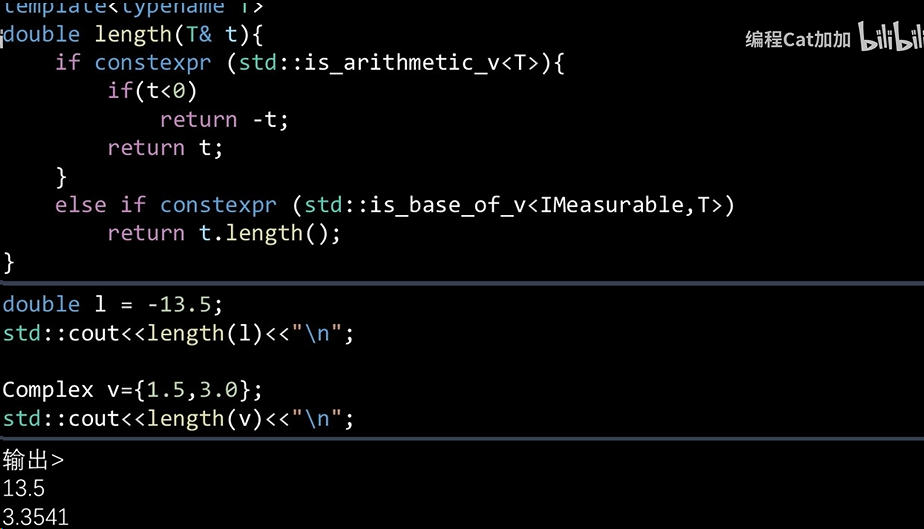 template<typename T>
double length(T& t){
编程Cat加加 bilibili
    if constexpr (std::is_arithmetic_v<T>){
        if(t<0)
            return -t;
        return t;
    }
    else if constexpr (std::is_base_of_v<IMeasurable,T>)
        return t.length();
}
double l = -13.5;
std::cout<<length(l)<<"\n";
Complex v={1.5,3.0};
std::cout<<length(v)<<"\n";
输出>
13.5
3.3541